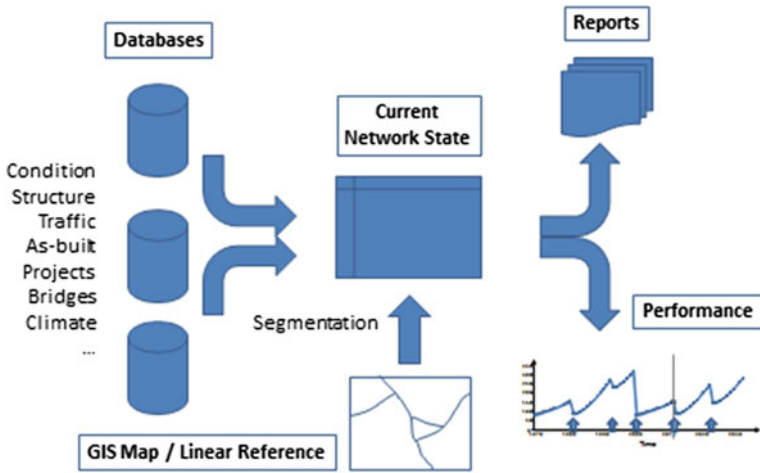 Databases
Reports
Current
Network State
Condition
Structure
Traffic
As-built
Projects
Bridges
Climate
...
Segmentation
Performance
GIS Map / Linear Reference
Time